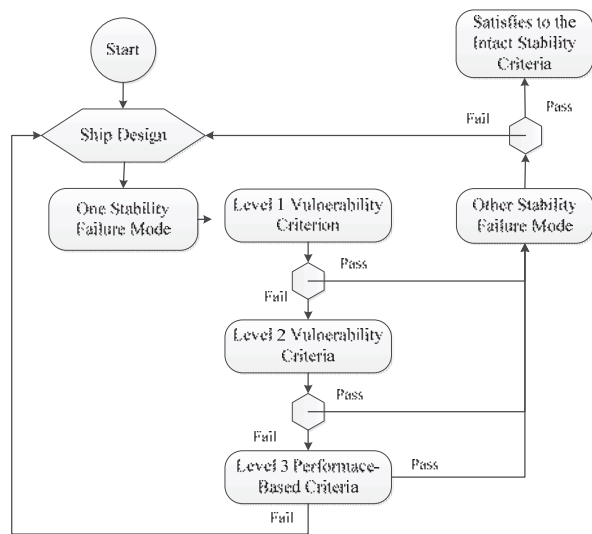 Start
Satisfies to the
Intact Stability
Criteria
Fail
Pass
Ship Design
One Stability
Failure Mode
Level 1 Vulnerability
Criterion
Other Stability
Failure Mode
Pass
Fail
Level 2 Vulnerability
Criteria
Pass
Fail
Level 3 Performace-
Based Criteria
Pass
Fail